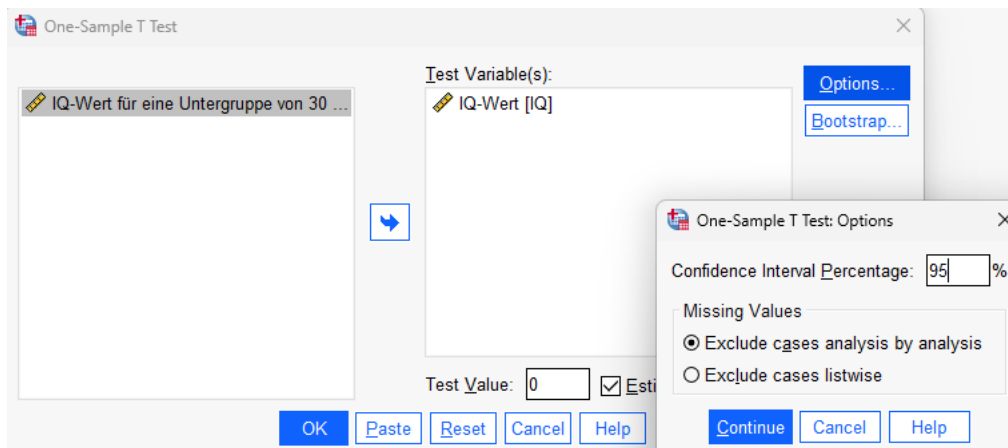 One-Sample T Test
Test Variable(s):
IQ-Wert für eine Untergruppe von 30 ...
IQ-Wert [IQ]
Options...
Bootstrap...
Test Value: 0
OK
Paste
Reset
Cancel
Help
One-Sample T Test: Options
Confidence Interval Percentage: 95 %
Missing Values
Exclude cases analysis by analysis
Exclude cases listwise
Continue
Cancel
Help